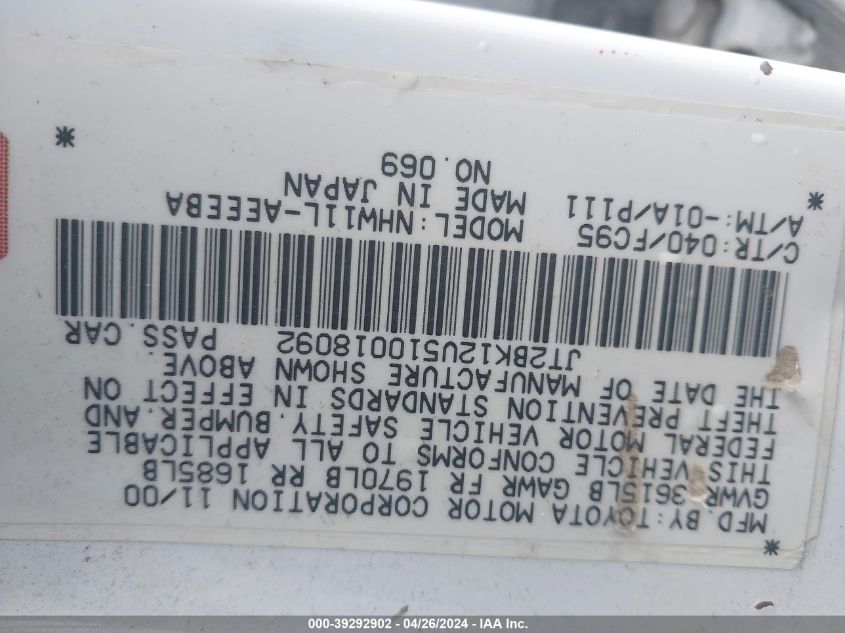 MFD BY:TOYOTA MOTOR CORPORATION 11/00
GVWR 3615LB GAWR FR 1970LB RR 1685LB
THIS VEHICLE CONFORMS TO ALL APPLICABLE
FEDERAL MOTOR VEHICLE SAFETY.BUMPER.AND
THEFT PREVENTION STANDARDS IN EFFECT ON
THE DATE OF MANUFACTURE SHOWN ABOVE.
JT2BK12U510018092 PASS.CAR
C/TR:040/FC95 MODEL:NHW11L-AEEEBA
A/TM:-01A/P111 MADE IN JAPAN
NO.069
000-39292902 - 04/26/2024 - IAA Inc.